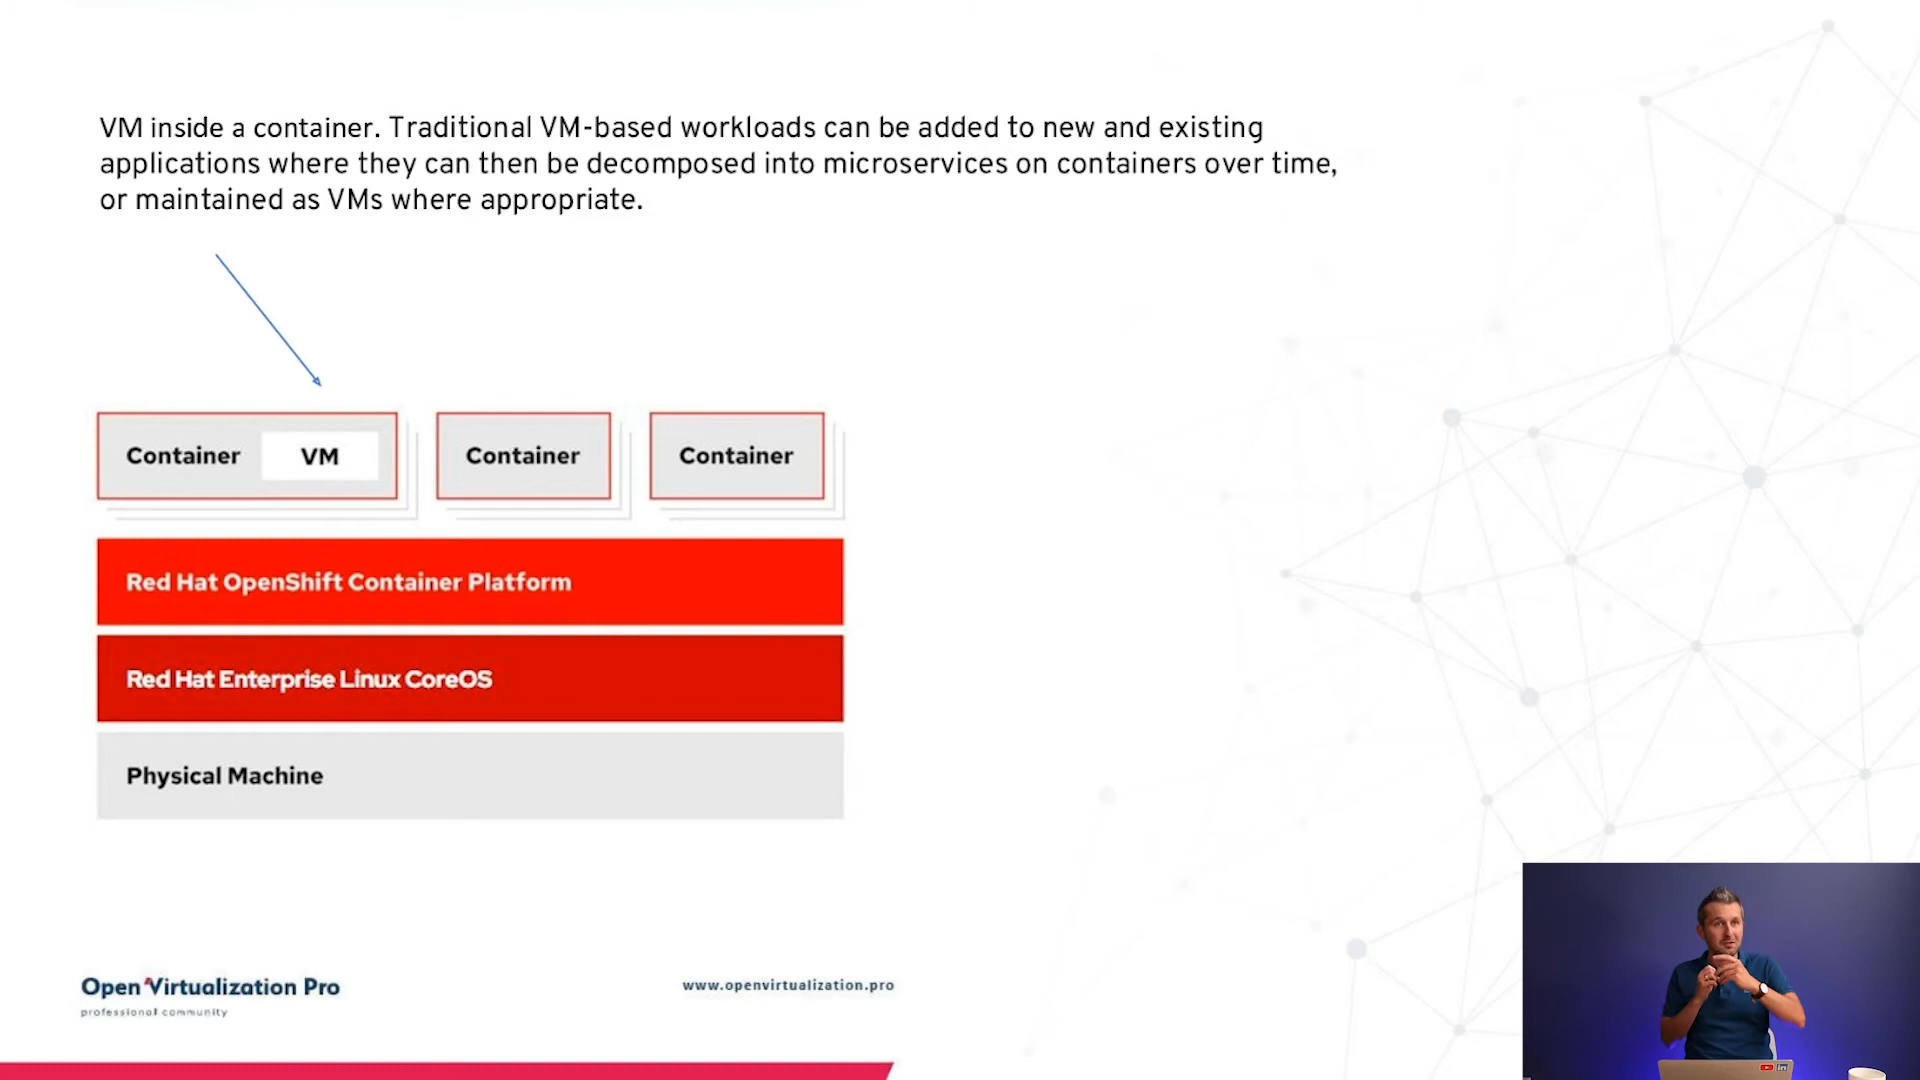 VM inside a container. Traditional VM-based workloads can be added to new and existing
applications where they can then be decomposed into microservices on containers over time,
or maintained as VMs where appropriate.
Container VM Container Container
Red Hat OpenShift Container Platform
Red Hat Enterprise Linux CoreOS
Physical Machine
Open Virtualization Pro
professional community
www.openvirtualization.pro